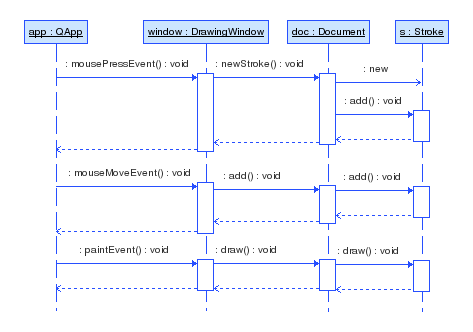 app : QApp window : DrawingWindow doc : Document s : Stroke
: mousePressEvent() : void : newStroke() : void : new
: add() : void
: mouseMoveEvent() : void : add() : void : add() : void
: paintEvent() : void : draw() : void : draw() : void